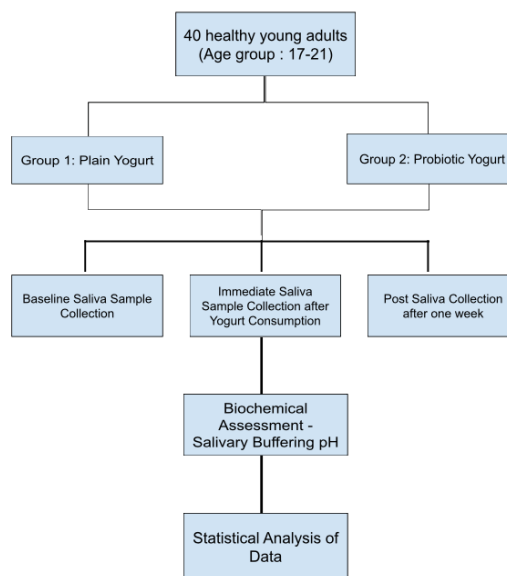 40 healthy young adults
(Age group : 17-21)
Group 1: Plain Yogurt
Group 2: Probiotic Yogurt
Baseline Saliva Sample
Collection
Immediate Saliva
Sample Collection after
Yogurt Consumption
Post Saliva Collection
after one week
Biochemical
Assessment -
Salivary Buffering pH
Statistical Analysis of
Data